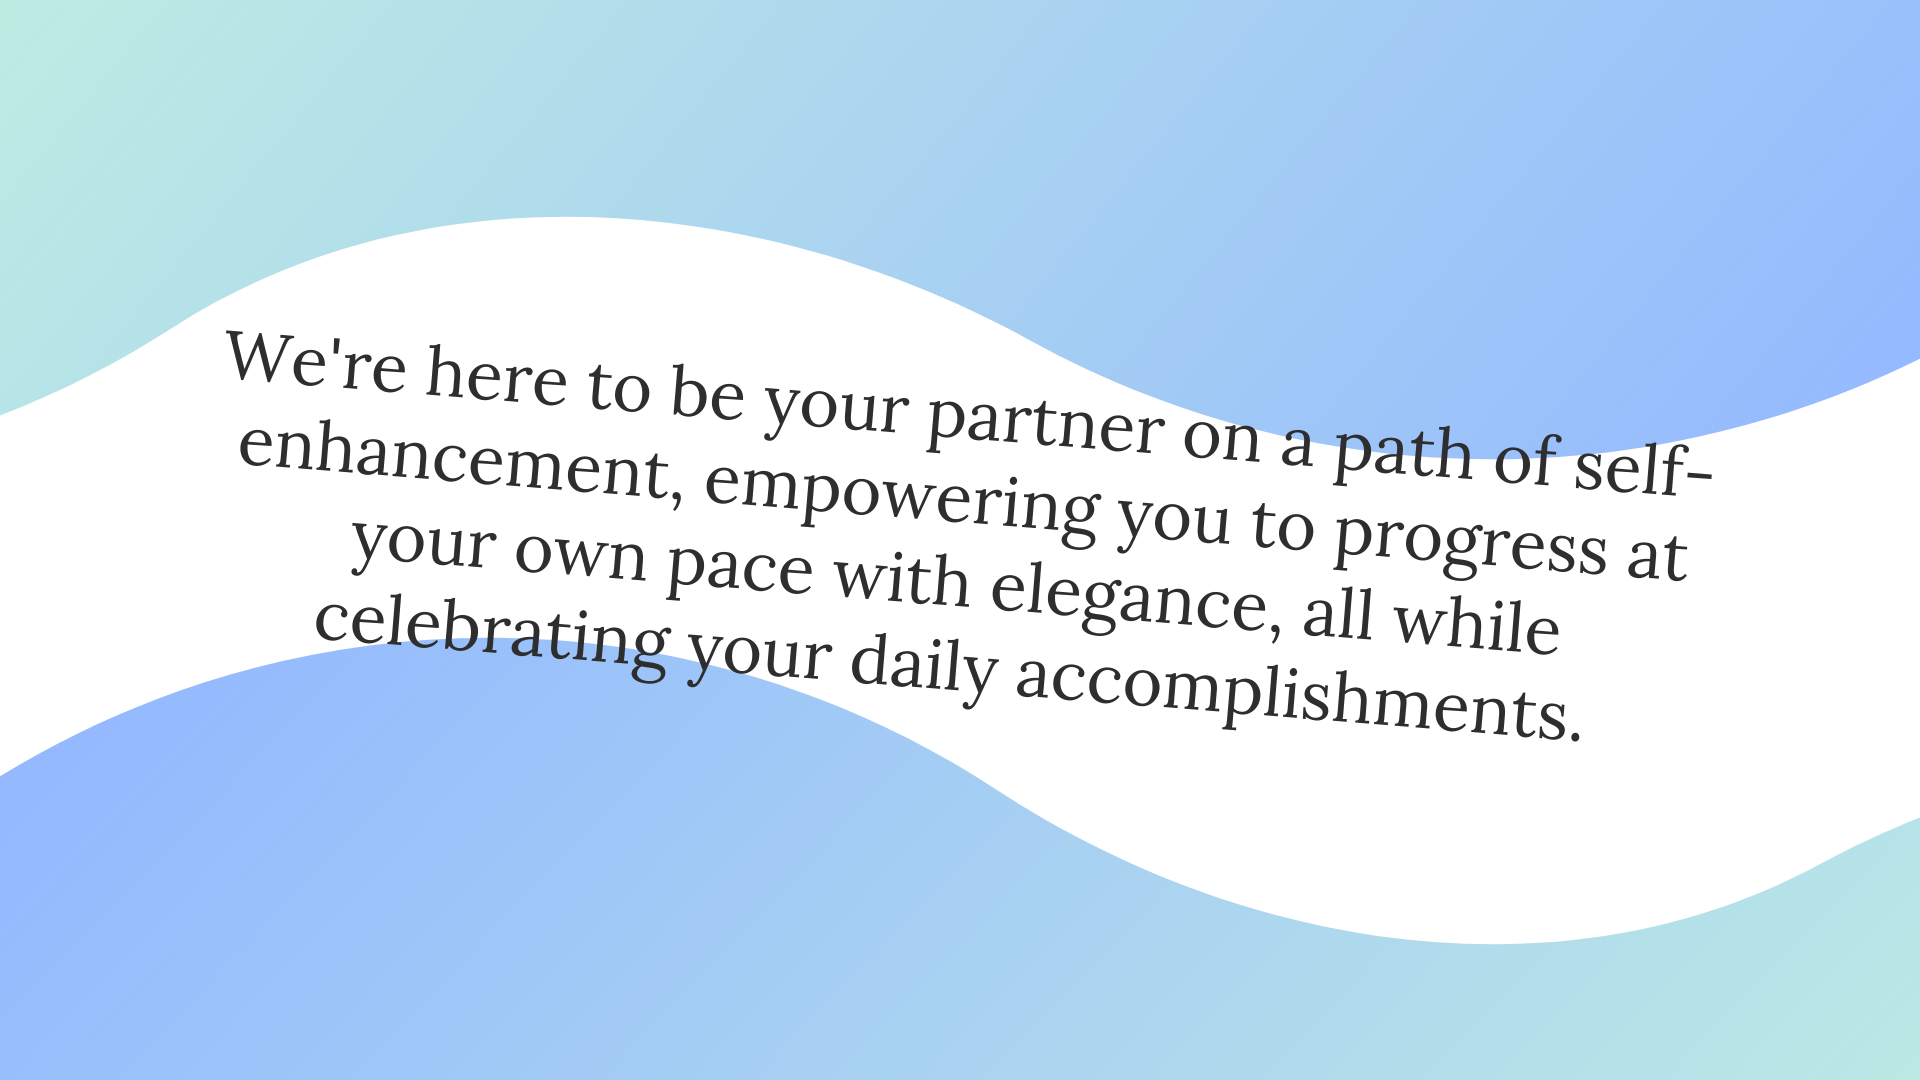 We're here to be your partner on a path of self-
enhancement, empowering you to progress at
your own pace with elegance, all while
celebrating your daily accomplishments.